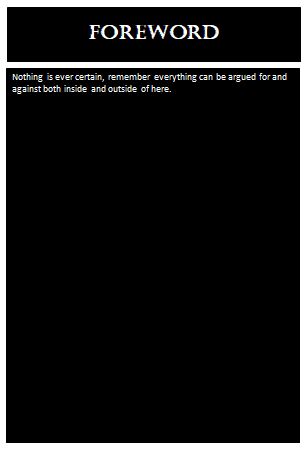 FOREWORD
Nothing is ever certain, remember everything can be argued for and
against both inside and outside of here.